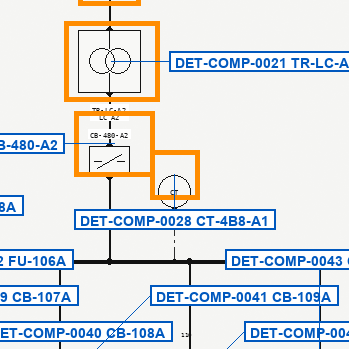 DET-COMP-0021 TR-LC-A
TR-LC-A2
LC A2
CB-480-A2
B-480-A2
CT
8A
DET-COMP-0028 CT-4B8-A1
2 FU-106A
DET-COMP-0043
9 CB-107A
DET-COMP-0041 CB-109A
ET-COMP-0040 CB-108A
DET-COMP-004